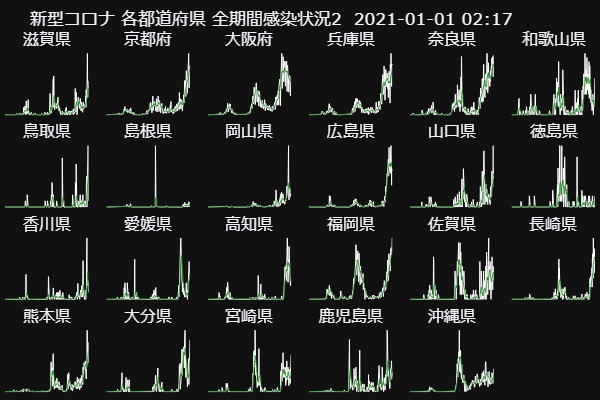 新型コロナ 各都道府県 全期間感染状況2 2021-01-01 02:17
滋賀県 京都府 大阪府 兵庫県 奈良県 和歌山県
鳥取県 島根県 岡山県 広島県 山口県 徳島県
香川県 愛媛県 高知県 福岡県 佐賀県 長崎県
熊本県 大分県 宮崎県 鹿児島県 沖縄県